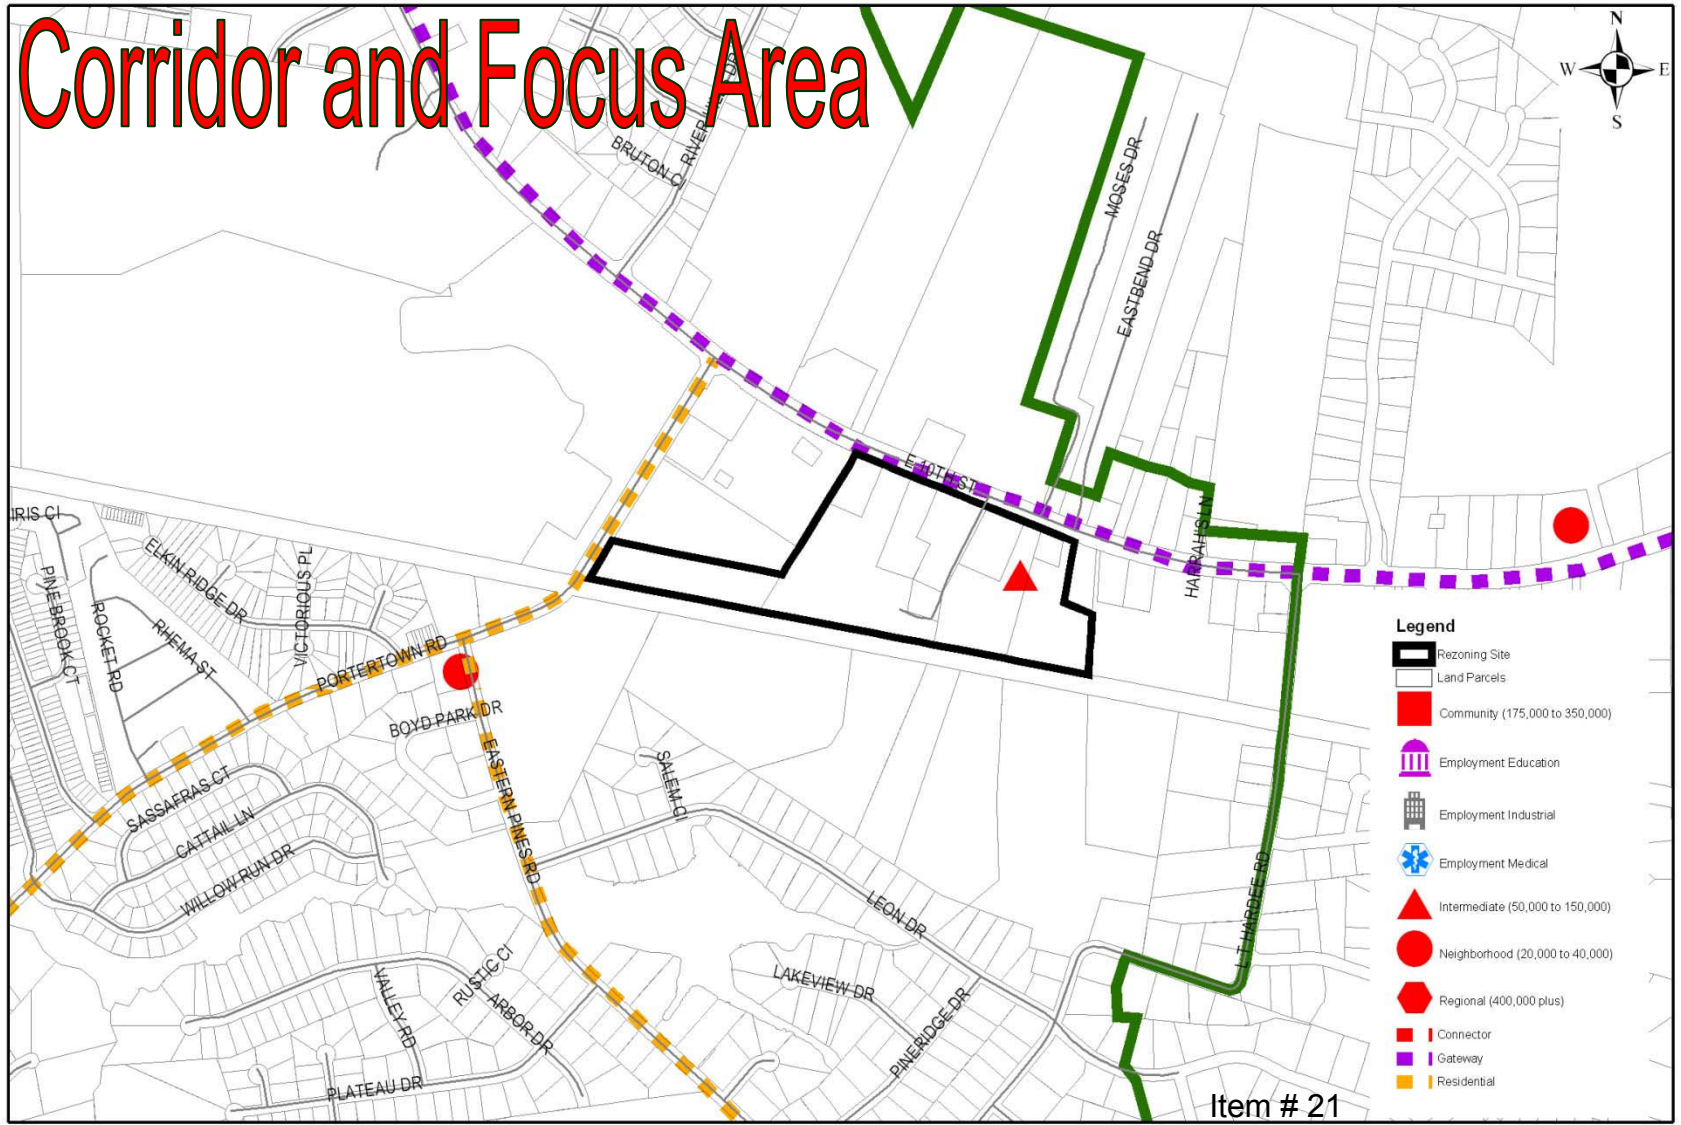 Corridor and Focus Area
N
W
E
S
BRUTON CI
MOSES DR
EASTBEND DR
E 10TH ST
HARRALLS LN
IRIS CI
PINE BROOK CT
ROCKET RD
ELKIN RIDGE DR
RHEMA ST
VICTORIOUS PL
PORTERTOWN RD
BOYD PARK DR
EASTERN PINES RD
SASSAFRAS CT
CATTAIL LN
WILLOW RUN DR
SALEM CI
LEON DR
L T HARDEE RD
LAKEVIEW DR
PINERIDGE DR
RUSTIC CI
ARBOR DR
VALLEY RD
PLATEAU DR
Legend
Rezoning Site
Land Parcels
Community (175,000 to 350,000)
Employment Education
Employment Industrial
Employment Medical
Intermediate (50,000 to 150,000)
Neighborhood (20,000 to 40,000)
Regional (400,000 plus)
Connector
Gateway
Residential
Item # 21